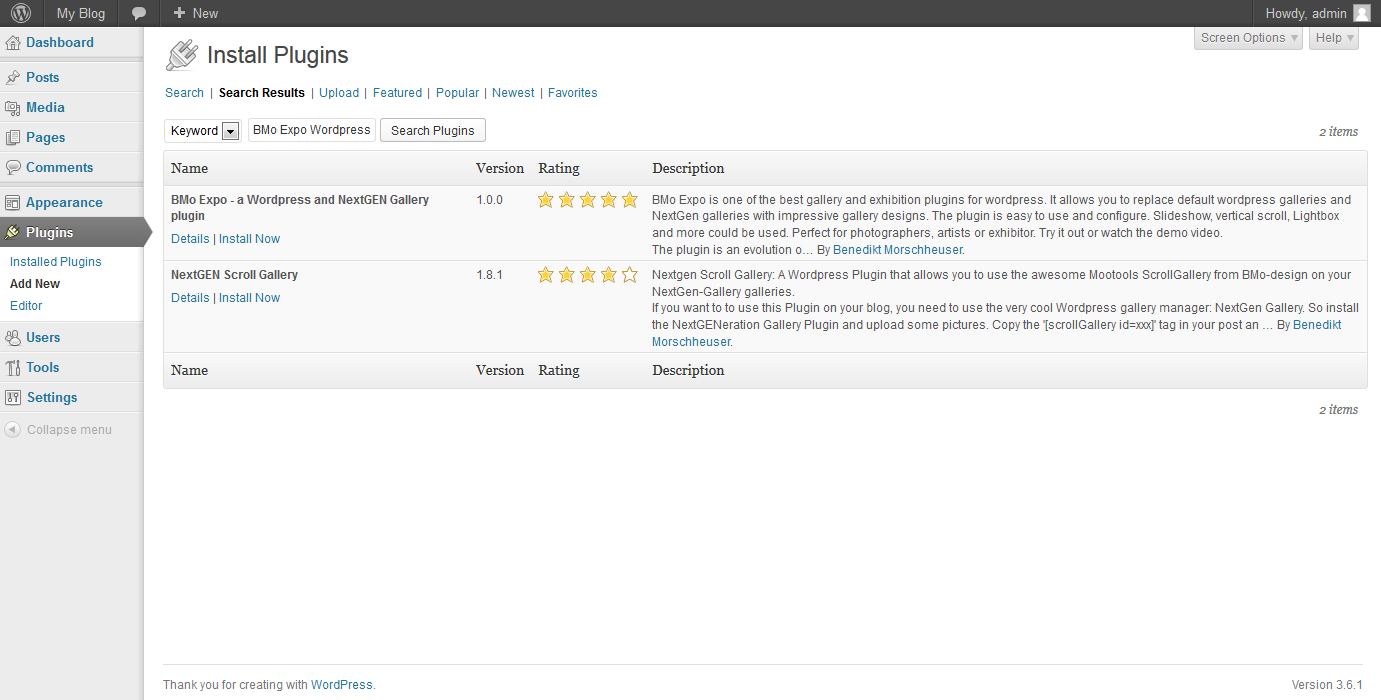 My Blog + New Howdy, admin
Screen Options Help
Dashboard
Posts
Media
Pages
Comments
Appearance
Plugins
Installed Plugins
Add New
Editor
Users
Tools
Settings
Collapse menu
Install Plugins
Search | Search Results | Upload | Featured | Popular | Newest | Favorites
Keyword BMo Expo Wordpress Search Plugins
2 items
Name Version Rating Description
BMo Expo - a Wordpress and NextGEN Gallery
plugin
Details | Install Now
1.0.0
BMo Expo is one of the best gallery and exhibition plugins for wordpress. It allows you to replace default wordpress galleries and
NextGen galleries with impressive gallery designs. The plugin is easy to use and configure. Slideshow, vertical scroll, Lightbox
and more could be used. Perfect for photographers, artists or exhibitor. Try it out or watch the demo video.
The plugin is an evolution o… By Benedikt Morschheuser.
NextGEN Scroll Gallery
Details | Install Now
1.8.1
Nextgen Scroll Gallery: A Wordpress Plugin that allows you to use the awesome Mootools ScrollGallery from BMo-design on your
NextGen-Gallery galleries.
If you want to to use this Plugin on your blog, you need to use the very cool Wordpress gallery manager: NextGen Gallery. So install
the NextGENeration Gallery Plugin and upload some pictures. Copy the '[scrollGallery id=xxx]' tag in your post an … By Benedikt
Morschheuser.
Name Version Rating Description
2 items
Thank you for creating with WordPress.
Version 3.6.1